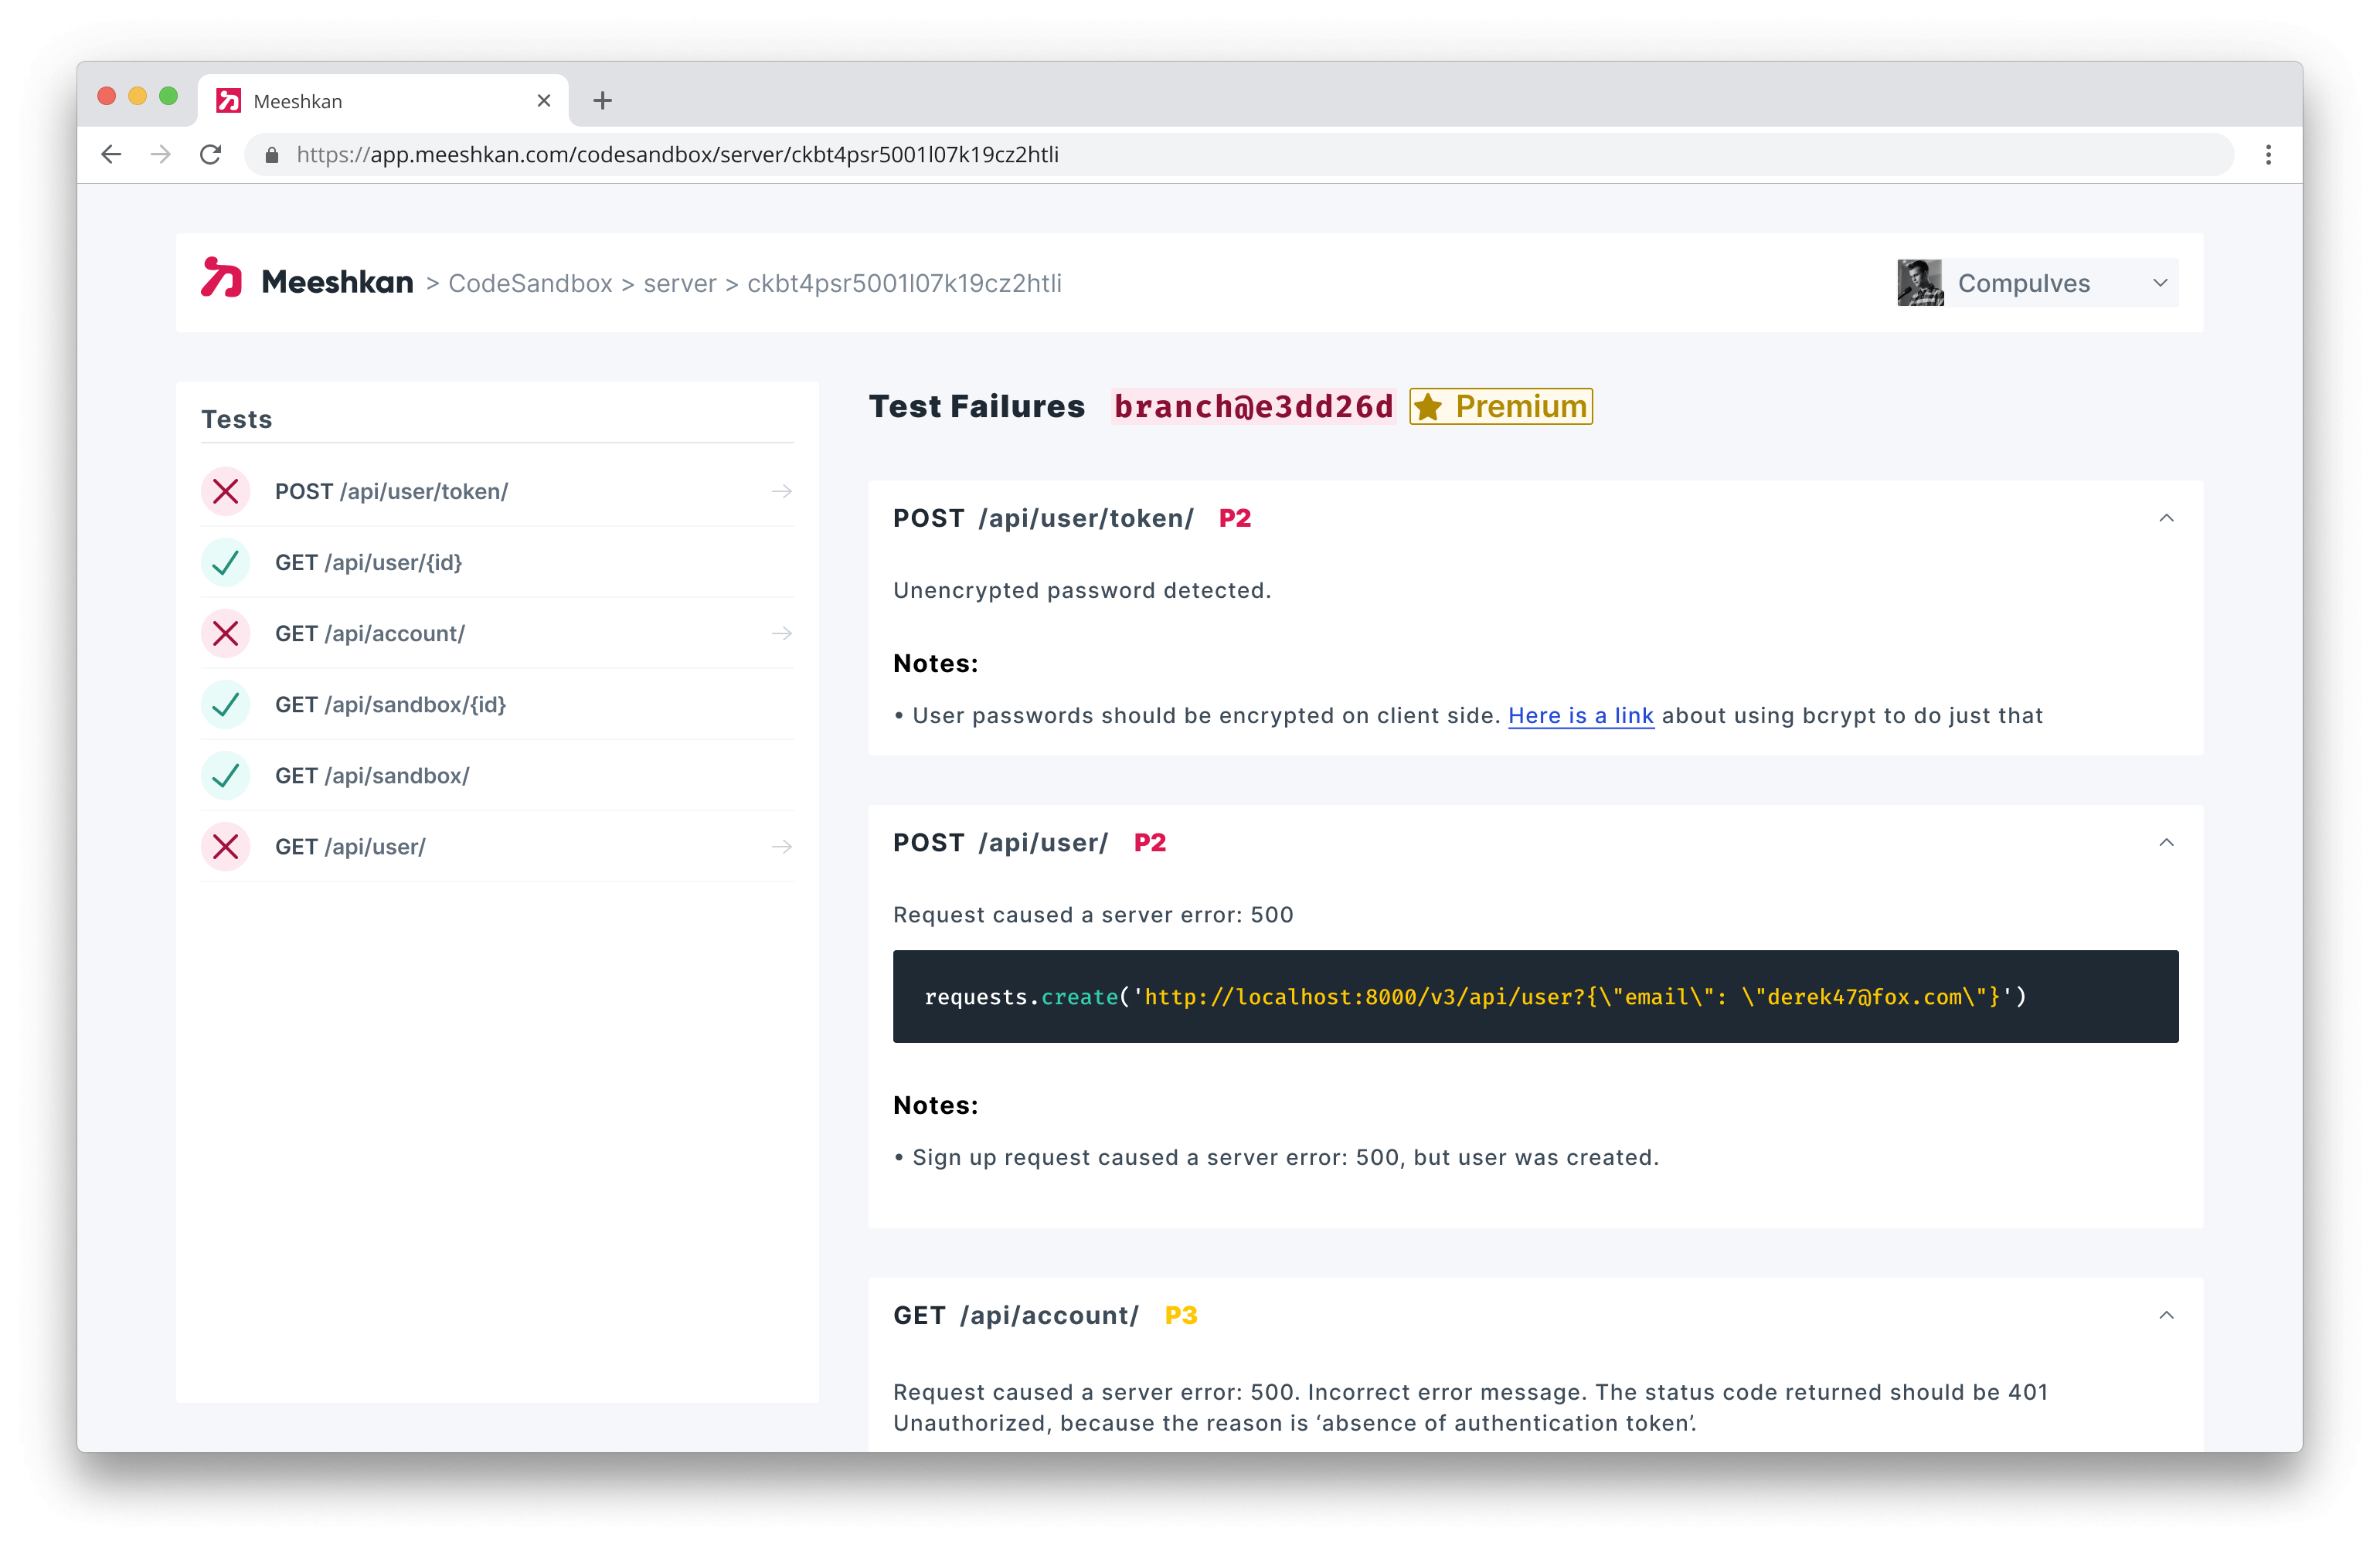 Meeshkan
https://app.meeshkan.com/codesandbox/server/ckbt4psr5001l07k19cz2htli
Meeshkan > CodeSandbox > server > ckbt4psr5001l07k19cz2htli
Compulves
Tests
POST /api/user/token/
GET /api/user/{id}
GET /api/account/
GET /api/sandbox/{id}
GET /api/sandbox/
GET /api/user/
Test Failures branch@e3dd26d Premium
POST /api/user/token/ P2
Unencrypted password detected.
Notes:
• User passwords should be encrypted on client side. Here is a link about using bcrypt to do just that
POST /api/user/ P2
Request caused a server error: 500
requests.create('http://localhost:8000/v3/api/user?{\"email\": \"derek47@fox.com\"}')
Notes:
• Sign up request caused a server error: 500, but user was created.
GET /api/account/ P3
Request caused a server error: 500. Incorrect error message. The status code returned should be 401
Unauthorized, because the reason is ‘absence of authentication token’.